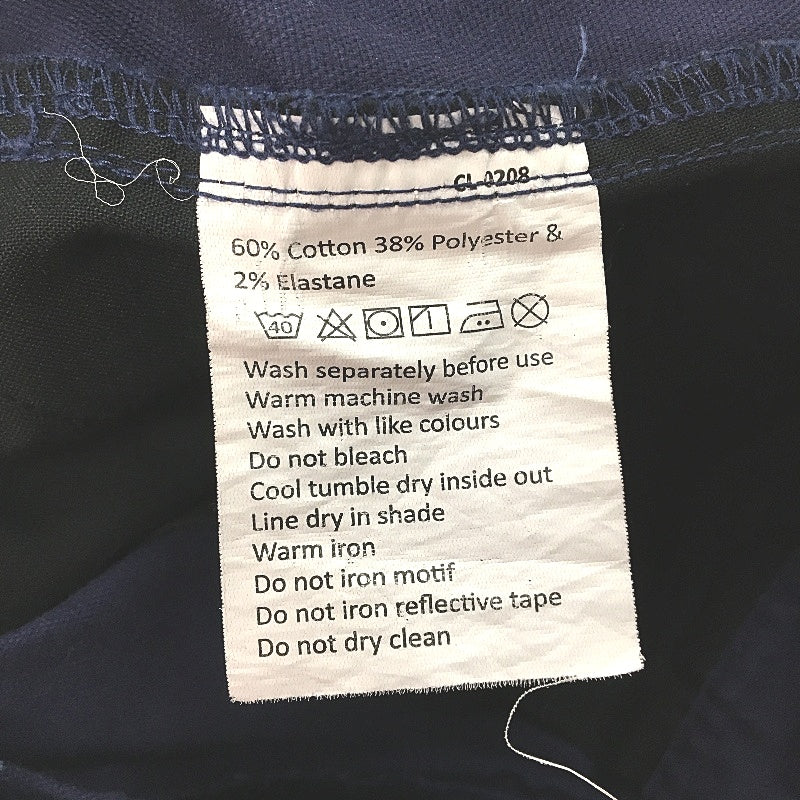 CL 0208
60% Cotton 38% Polyester &
2% Elastane
40
Wash separately before use
Warm machine wash
Wash with like colours
Do not bleach
Cool tumble dry inside out
Line dry in shade
Warm iron
Do not iron motif
Do not iron reflective tape
Do not dry clean